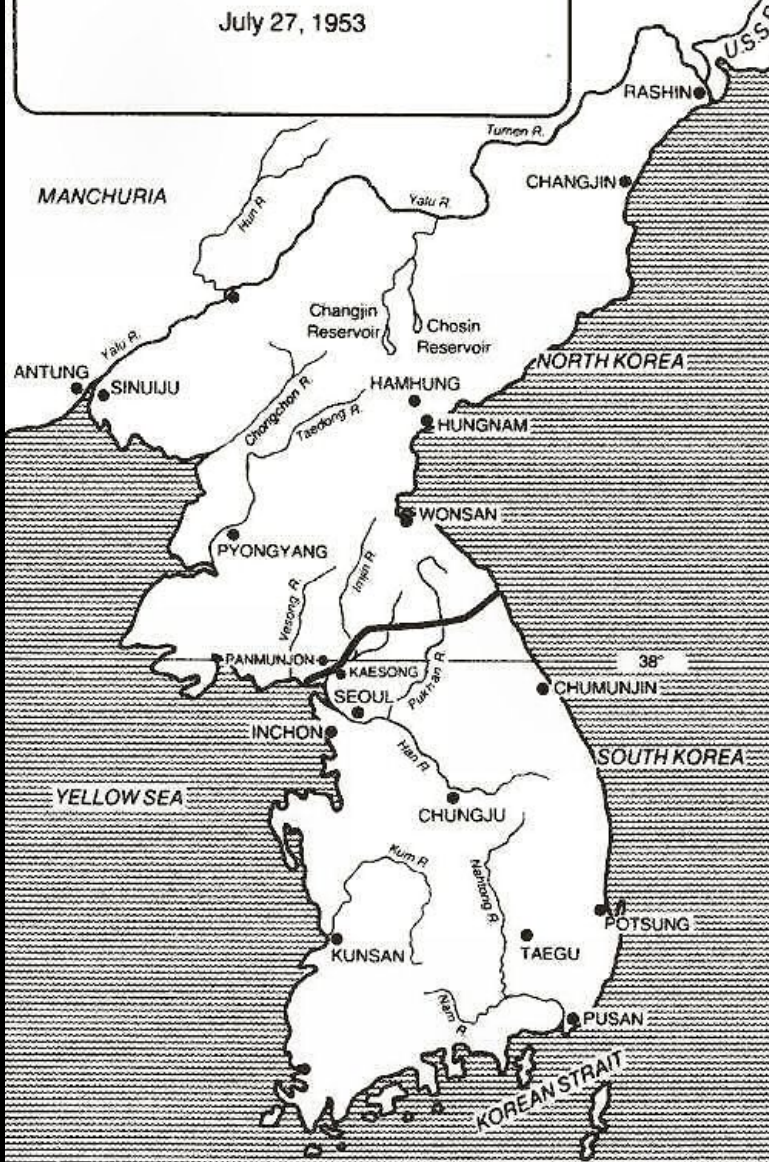 July 27, 1953
U.S.S.
RASHIN
Tumen R.
CHANGJIN
MANCHURIA
Hun R.
Yalu R.
Changjin
Reservoir
Chosin
Reservoir
Yalu R.
ANTUNG
SINUIJU
NORTH KOREA
HAMHUNG
Chongchon R.
Taedong R.
HUNGNAM
WONSAN
PYONGYANG
Imjin R.
Yesong R.
PANMUNJON
38°
KAESONG
Pukhan R.
SEOUL
CHUMUNJIN
INCHON
Han R.
SOUTH KOREA
YELLOW SEA
CHUNGJU
Kum R.
Nahtong R.
POTSUNG
KUNSAN
TAEGU
Nam R.
PUSAN
KOREAN STRAIT